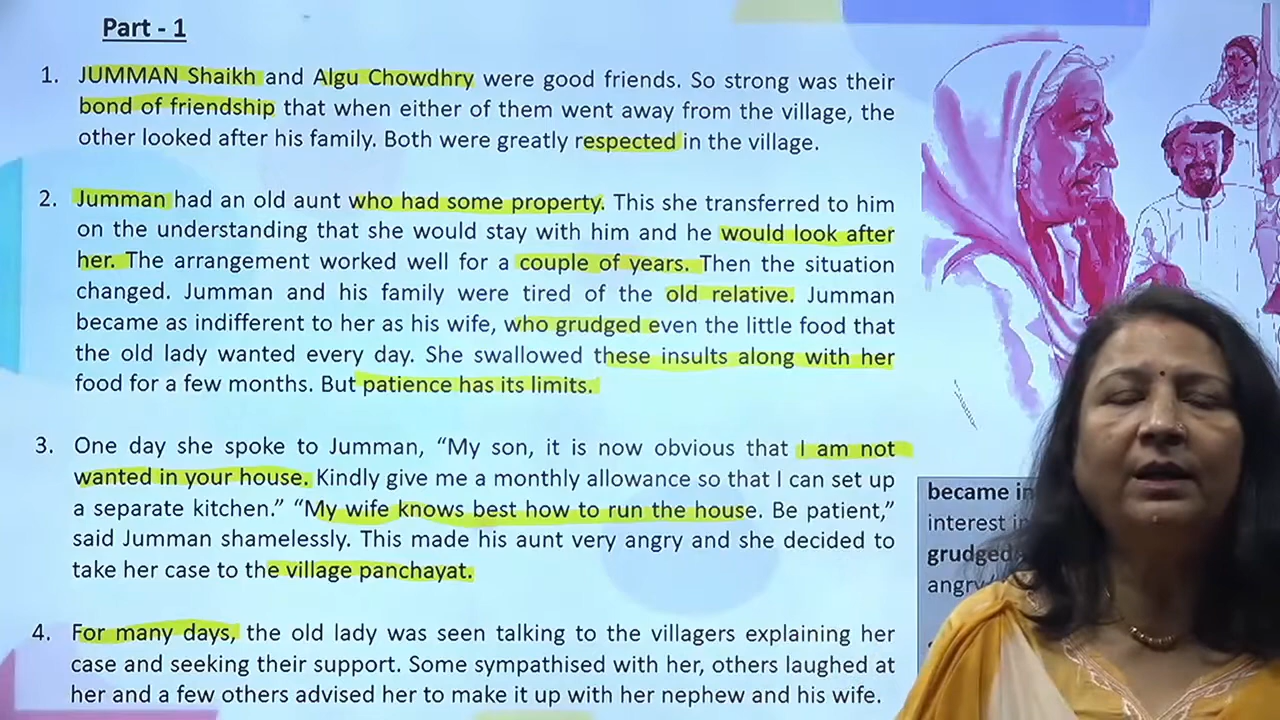 Part - 1
1. JUMMAN Shaikh and Algu Chowdhry were good friends. So strong was their
bond of friendship that when either of them went away from the village, the
other looked after his family. Both were greatly respected in the village.
2. Jumman had an old aunt who had some property. This she transferred to him
on the understanding that she would stay with him and he would look after
her. The arrangement worked well for a couple of years. Then the situation
changed. Jumman and his family were tired of the old relative. Jumman
became as indifferent to her as his wife, who grudged even the little food that
the old lady wanted every day. She swallowed these insults along with her
food for a few months. But patience has its limits.
3. One day she spoke to Jumman, “My son, it is now obvious that I am not
wanted in your house. Kindly give me a monthly allowance so that I can set up
a separate kitchen.” “My wife knows best how to run the house. Be patient,”
said Jumman shamelessly. This made his aunt very angry and she decided to
take her case to the village panchayat.
4. For many days, the old lady was seen talking to the villagers explaining her
case and seeking their support. Some sympathised with her, others laughed at
her and a few others advised her to make it up with her nephew and his wife.
became in
interest in
grudged
angry